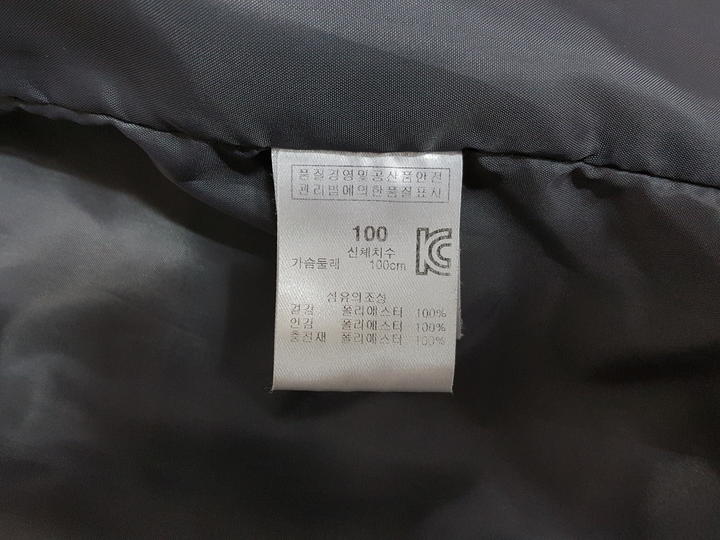 품질경영및공산품안전
관리법에의한품질표시
100
신체치수
가슴둘레 100cm
섬유의조성
겉감 폴리에스터 100%
안감 폴리에스터 100%
충전재 폴리에스터 100%